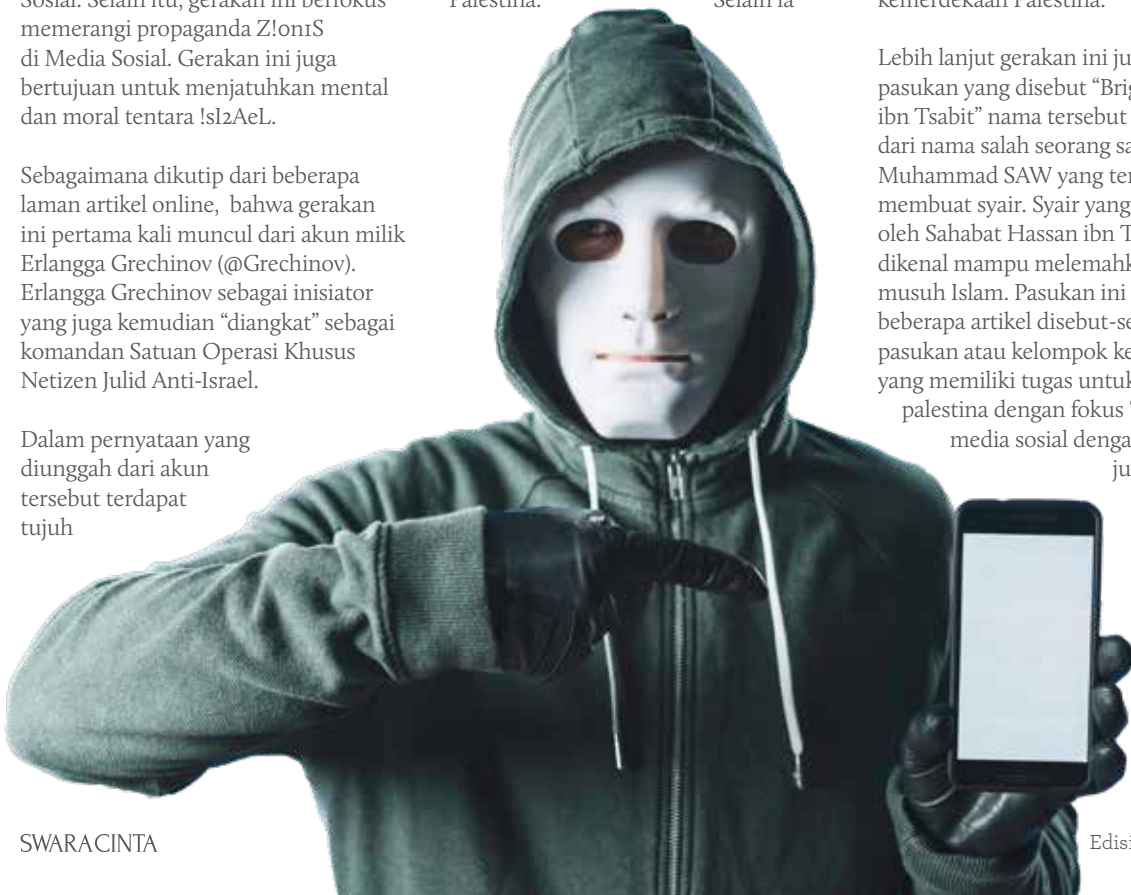 Sosial. Selain itu, gerakan ini berfokus
memerangi propaganda Z!on1S
di Media Sosial. Gerakan ini juga
bertujuan untuk menjatuhkan mental
dan moral tentara !sI2AeL.
Sebagaimana dikutip dari beberapa
laman artikel online, bahwa gerakan
ini pertama kali muncul dari akun milik
Erlangga Grechinov (@Grechinov).
Erlangga Grechinov sebagai inisiator
yang juga kemudian “diangkat” sebagai
komandan Satuan Operasi Khusus
Netizen Julid Anti-Israel.
Dalam pernyataan yang
diunggah dari akun
tersebut terdapat
tujuh
Palestina.
Selain ia
kemerdekaan Palestina.
Lebih lanjut gerakan ini ju
pasukan yang disebut “Brig
ibn Tsabit” nama tersebut
dari nama salah seorang sa
Muhammad SAW yang ter
membuat syair. Syair yang
oleh Sahabat Hassan ibn T
dikenal mampu melemahk
musuh Islam. Pasukan ini
beberapa artikel disebut-se
pasukan atau kelompok ke
yang memiliki tugas untuk
palestina dengan fokus
media sosial denga
ju
SWARA CINTA
Edisi